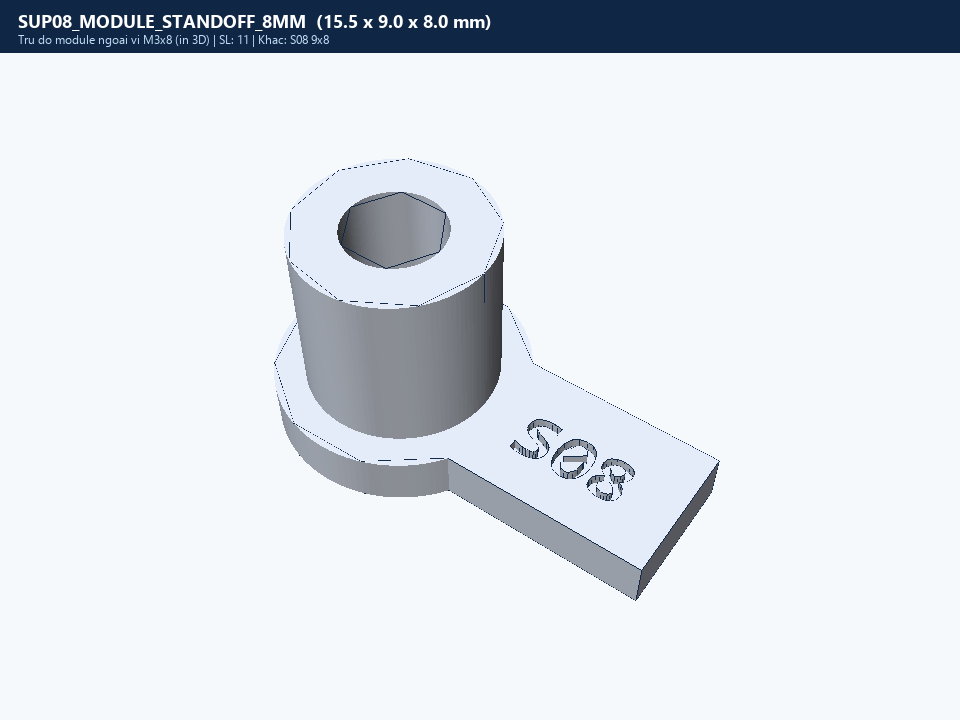 SUP08_MODULE_STANDOFF_8MM (15.5 x 9.0 x 8.0 mm)
Tru do module ngoai vi M3x8 (in 3D) | SL: 11 | Khac: S08 9x8
S08